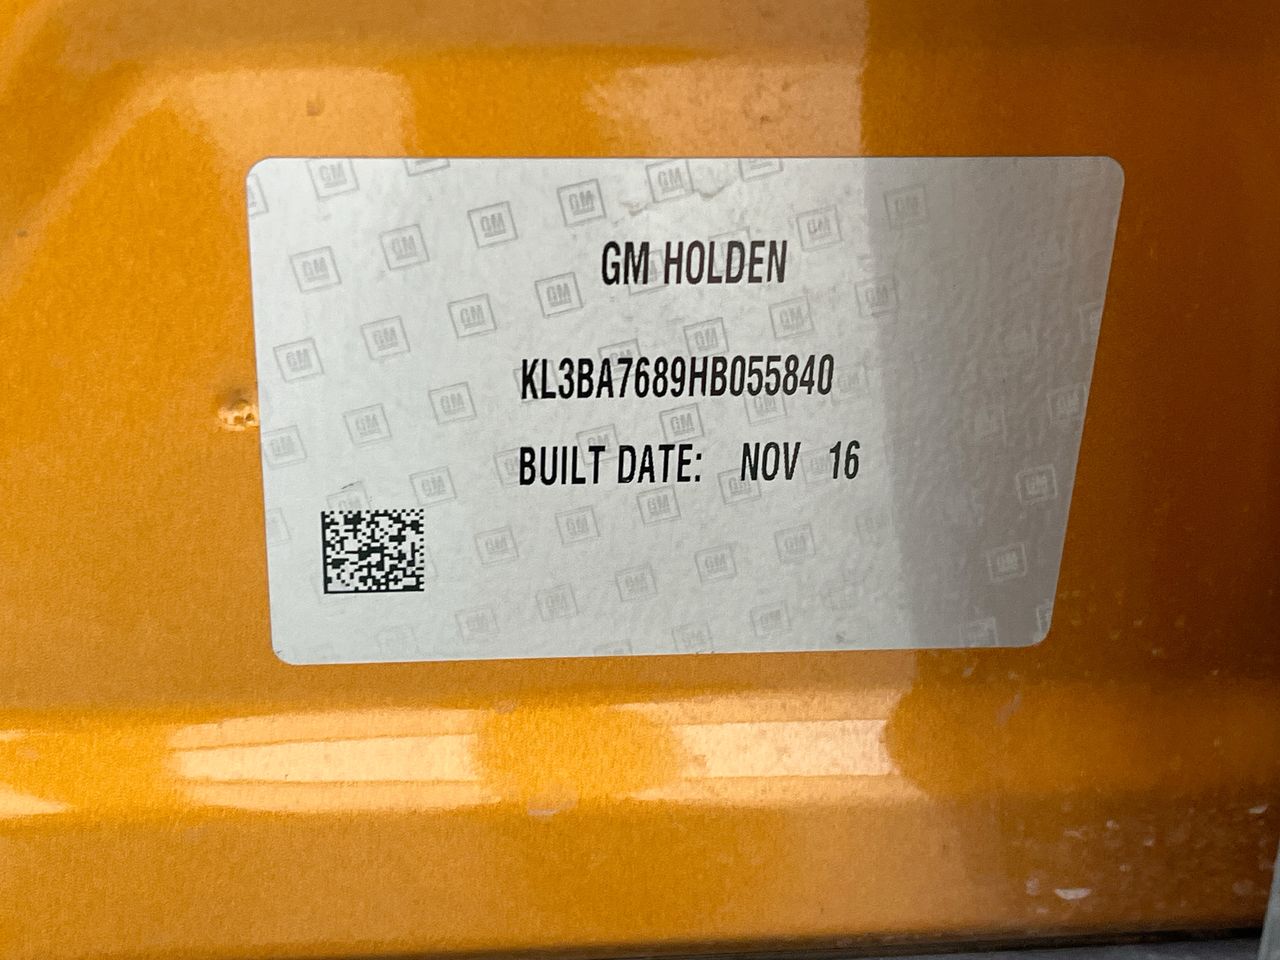 GM HOLDEN
KL3BA7689HB055840
BUILT DATE: NOV 16